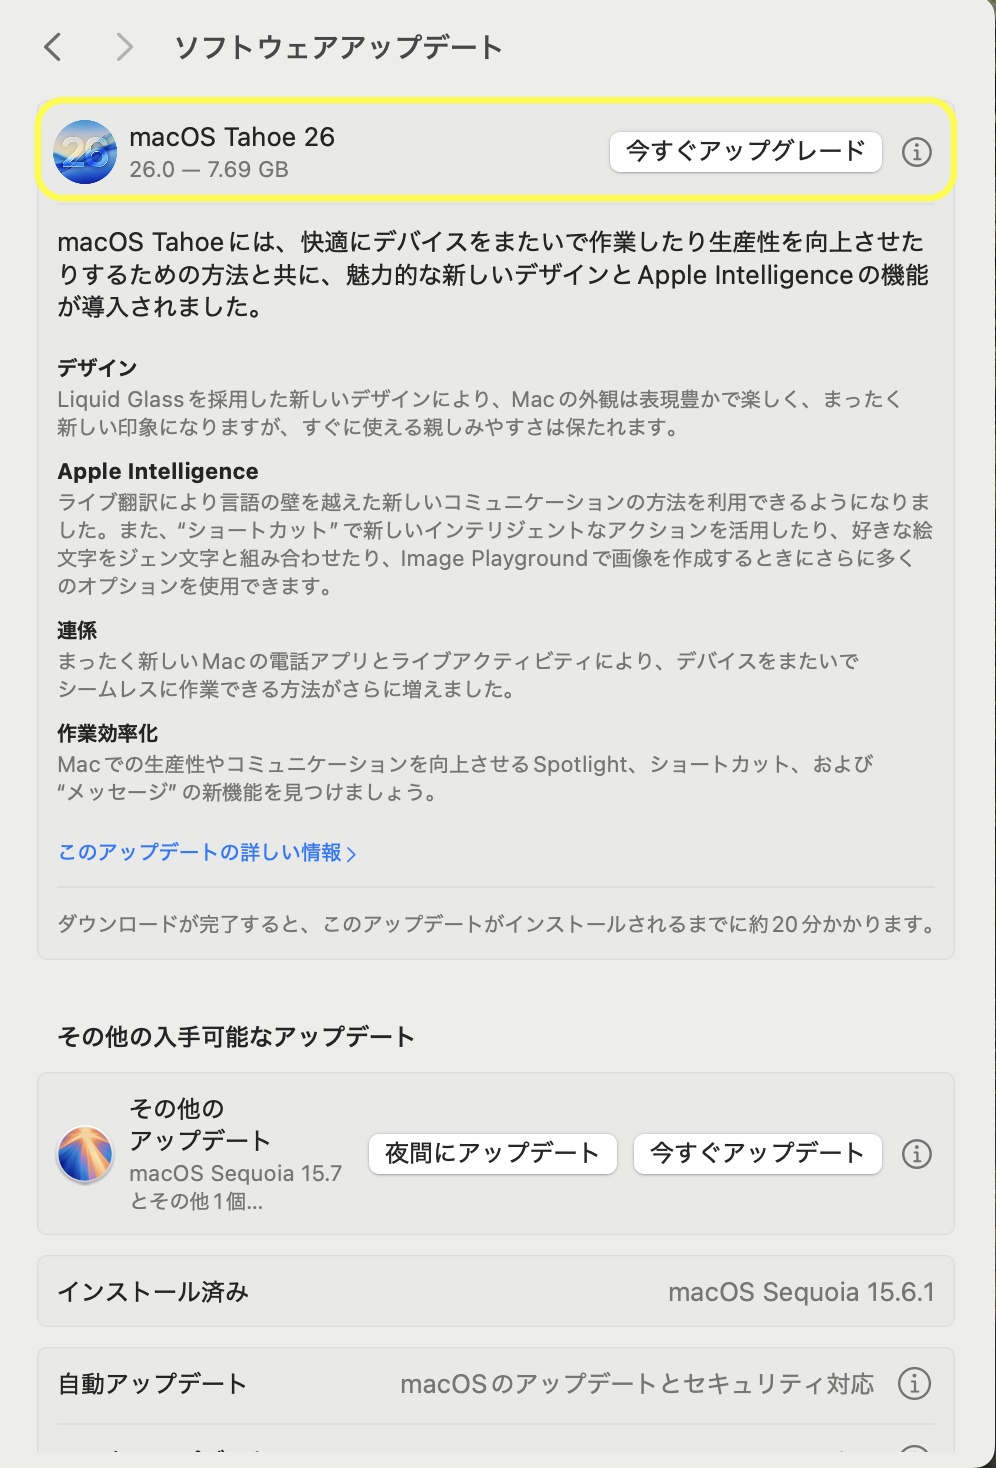 ソフトウェアアップデート
macOS Tahoe 26
26.0 — 7.69 GB
今すぐアップグレード
macOS Tahoeには、快適にデバイスをまたいで作業したり生産性を向上させた
りするための方法と共に、魅力的な新しいデザインとApple Intelligenceの機能
が導入されました。
デザイン
Liquid Glassを採用した新しいデザインにより、Macの外観は表現豊かで楽しく、まったく
新しい印象になりますが、すぐに使える親しみやすさは保たれます。
Apple Intelligence
ライブ翻訳により言語の壁を越えた新しいコミュニケーションの方法を利用できるようになりま
した。また、“ショートカット”で新しいインテリジェントなアクションを活用したり、好きな絵
文字をジェン文字と組み合わせたり、Image Playgroundで画像を作成するときにさらに多く
のオプションを使用できます。
連係
まったく新しいMacの電話アプリとライブアクティビティにより、デバイスをまたいで
シームレスに作業できる方法がさらに増えました。
作業効率化
Macでの生産性やコミュニケーションを向上させるSpotlight、ショートカット、および
“メッセージ”の新機能を見つけましょう。
このアップデートの詳しい情報
ダウンロードが完了すると、このアップデートがインストールされるまでに約20分かかります。
その他の入手可能なアップデート
その他の
アップデート
macOS Sequoia 15.7
とその他1個...
夜間にアップデート
今すぐアップデート
インストール済み
macOS Sequoia 15.6.1
自動アップデート
macOSのアップデートとセキュリティ対応